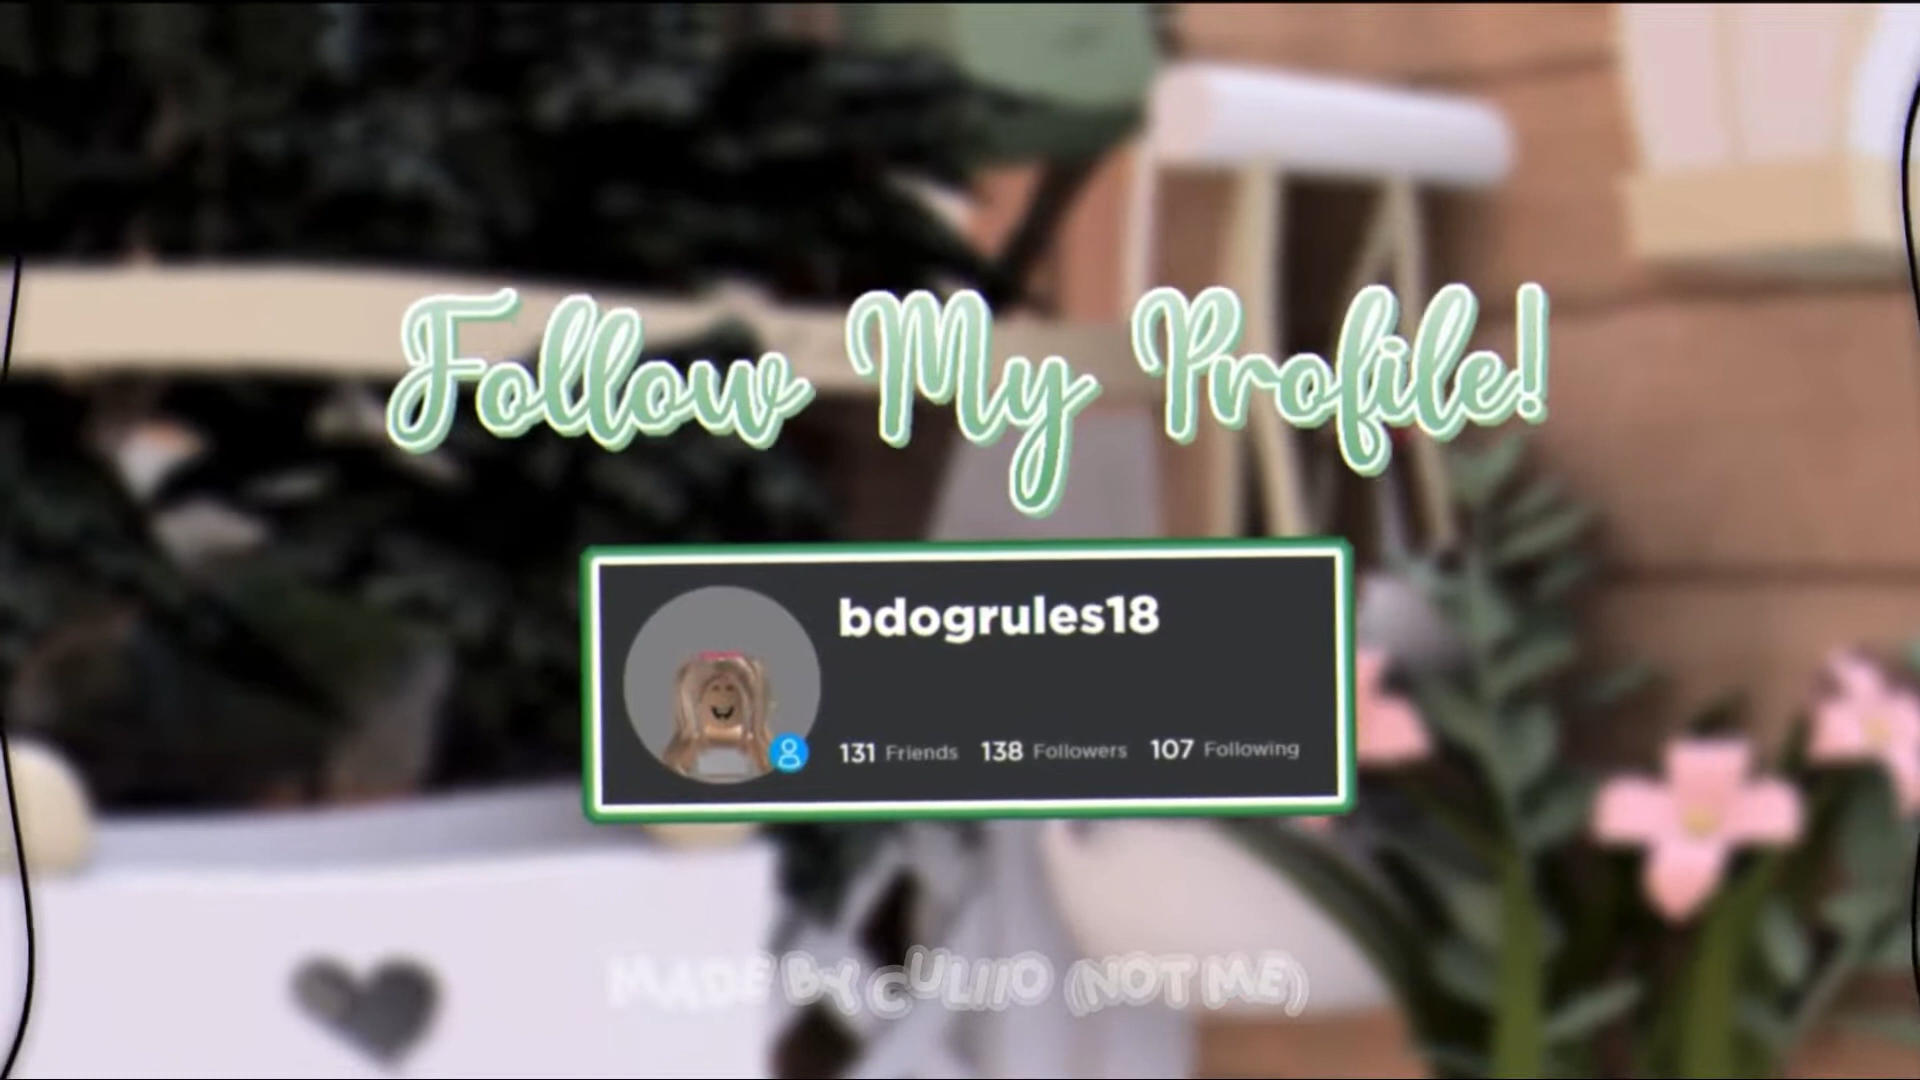 Follow My Profile!
bdogrules18
131 Friends 138 Followers 107 Following
MADE BY CULIIO (NOT ME)